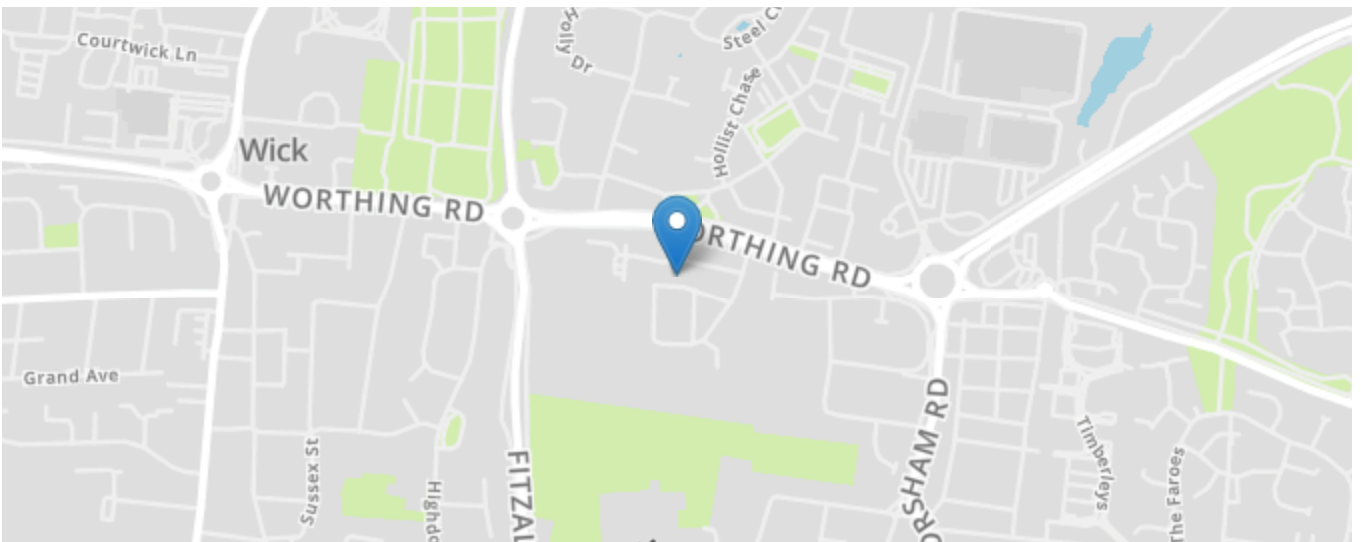 Courtwick Ln
Holly Dr
Steel C
Hollist Chase
Wick
WORTHING RD
ORTHING RD
Grand Ave
Sussex St
Highd
FITZAL
ORSHAM RD
Timberleys
The Faroes